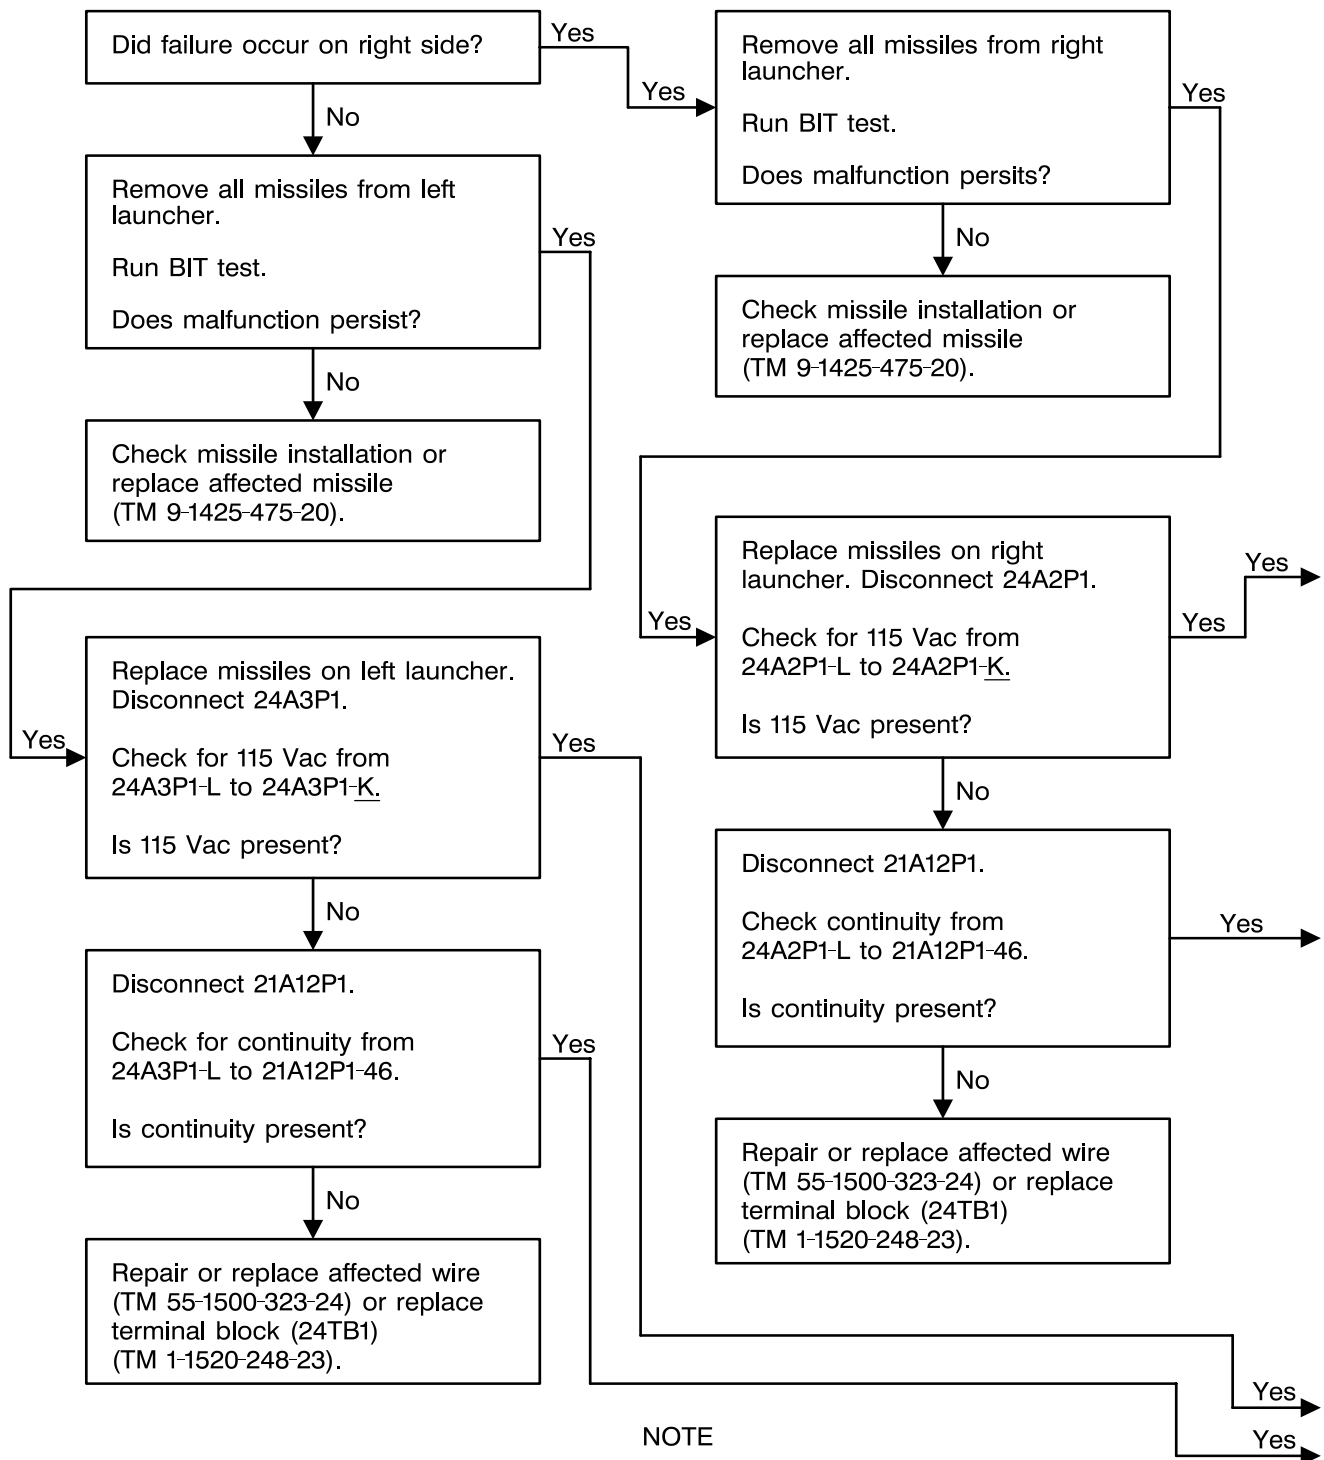 Did failure occur on right side?
Yes
No
Remove all missiles from left
launcher.
Run BIT test.
Does malfunction persist?
Yes
No
Check missile installation or
replace affected missile
(TM 9-1425-475-20).
Yes
Replace missiles on left launcher.
Disconnect 24A3P1.
Check for 115 Vac from
24A3P1-L to 24A3P1-K.
Is 115 Vac present?
Yes
No
Disconnect 21A12P1.
Check for continuity from
24A3P1-L to 21A12P1-46.
Is continuity present?
Yes
No
Repair or replace affected wire
(TM 55-1500-323-24) or replace
terminal block (24TB1)
(TM 1-1520-248-23).
Yes
Remove all missiles from right
launcher.
Run BIT test.
Does malfunction persits?
Yes
No
Check missile installation or
replace affected missile
(TM 9-1425-475-20).
Yes
Replace missiles on right
launcher. Disconnect 24A2P1.
Check for 115 Vac from
24A2P1-L to 24A2P1-K.
Is 115 Vac present?
Yes
Yes
No
Disconnect 21A12P1.
Check continuity from
24A2P1-L to 21A12P1-46.
Is continuity present?
Yes
No
Repair or replace affected wire
(TM 55-1500-323-24) or replace
terminal block (24TB1)
(TM 1-1520-248-23).
Yes
Yes
NOTE